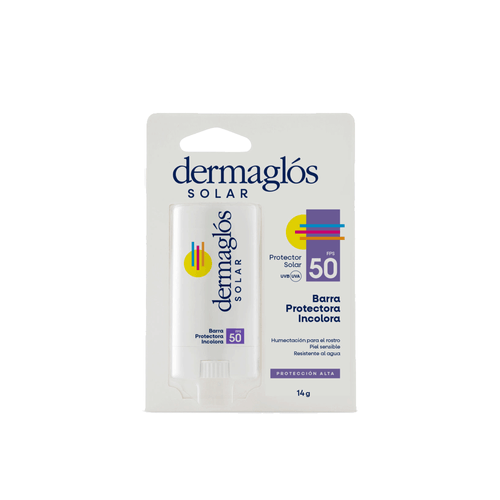 dermaglós
SOLAR
Protector
Solar
UVB UVA
FPS
50
Barra
Protectora
Incolora
Humectación para el rostro
Piel sensible
Resistente al agua
PROTECCIÓN ALTA
14 g
dermaglós
SOLAR
Barra
Protectora
Incolora
FPS
50